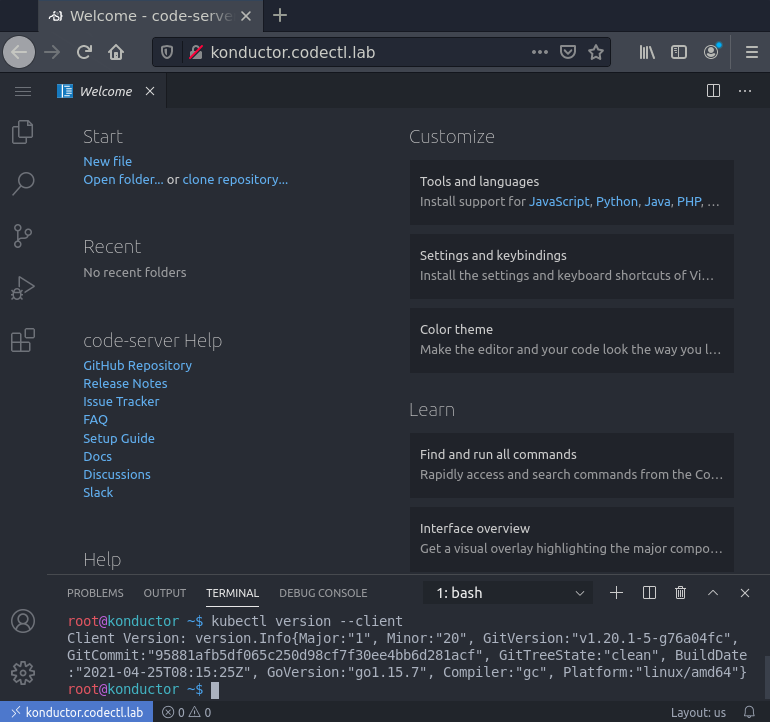 Welcome - code-serve
konductor.codectl.lab
Welcome
Start
New file
Open folder... or clone repository...
Recent
No recent folders
code-server Help
GitHub Repository
Release Notes
Issue Tracker
FAQ
Setup Guide
Docs
Discussions
Slack
Help
Customize
Tools and languages
Install support for JavaScript, Python, Java, PHP, …
Settings and keybindings
Install the settings and keyboard shortcuts of Vi…
Color theme
Make the editor and your code look the way you l…
Learn
Find and run all commands
Rapidly access and search commands from the Co…
Interface overview
Get a visual overlay highlighting the major compo…
PROBLEMS OUTPUT TERMINAL DEBUG CONSOLE 1: bash
root@konductor ~$ kubectl version --client
Client Version: version.Info{Major:"1", Minor:"20", GitVersion:"v1.20.1-5-g76a04fc",
GitCommit:"95881afb5df065c250d98cf7f30ee4bb6d281acf", GitTreeState:"clean", BuildDate
:"2021-04-25T08:15:25Z", GoVersion:"go1.15.7", Compiler:"gc", Platform:"linux/amd64"}
root@konductor ~$
konductor.codectl.lab 0 0 Layout: us